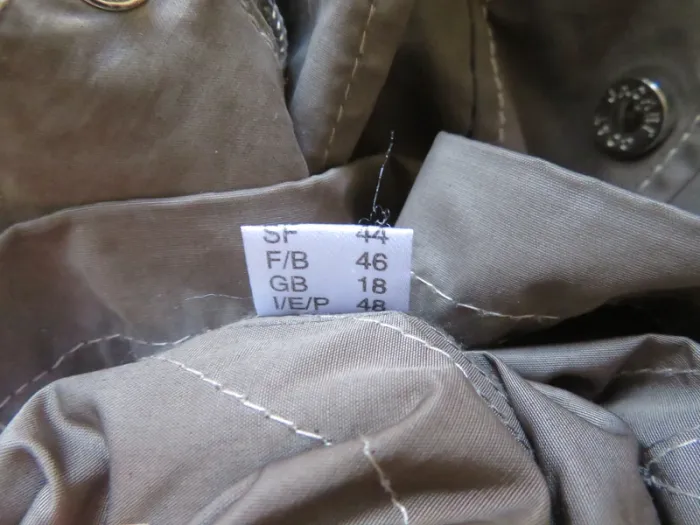 SF 44
F/B 46
GB 18
I/E/P 48